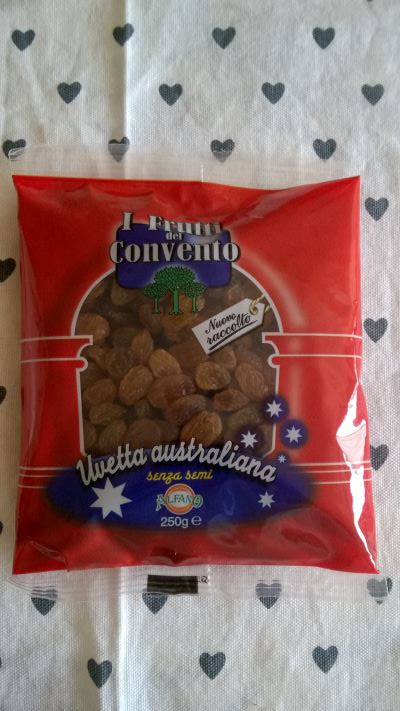 I Frutti
del
Convento
Nuovo
raccolto
Uvetta australiana
senza semi
ALFANO
250g e